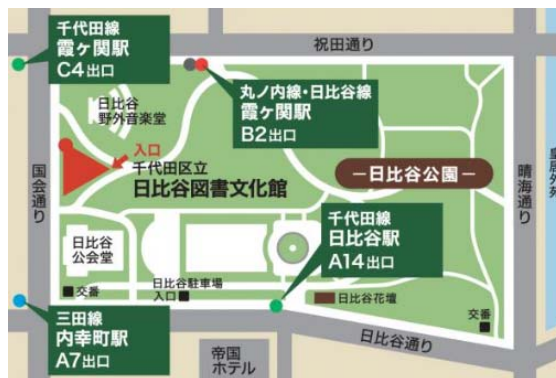 千代田線
霞ヶ関駅
C4出口
祝田通り
丸ノ内線・日比谷線
霞ヶ関駅
B2出口
日比谷
野外音楽堂
入口
千代田区立
日比谷図書文化館
ー日比谷公園ー
国会通り
晴海通り
皇居外苑
千代田線
日比谷駅
A14出口
日比谷
公会堂
交番
日比谷駐車場
入口
日比谷花壇
交番
三田線
内幸町駅
A7出口
帝国
ホテル
日比谷通り